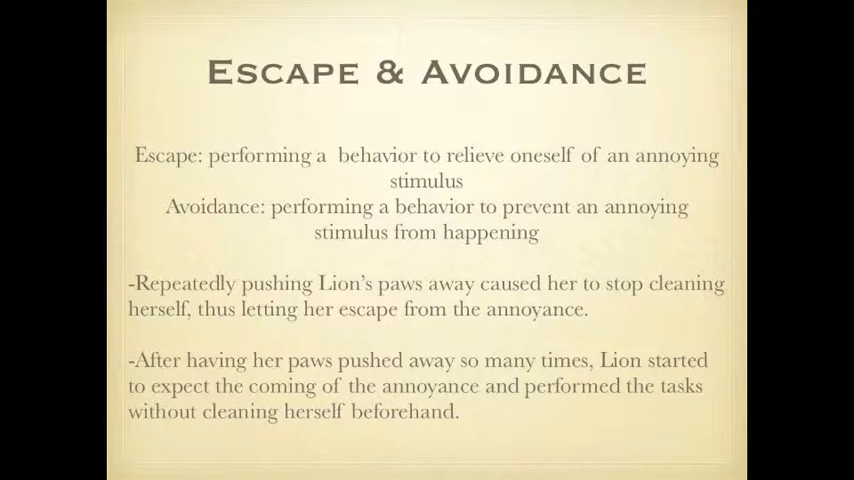 ESCAPE & AVOIDANCE
Escape: performing a behavior to relieve oneself of an annoying
stimulus
Avoidance: performing a behavior to prevent an annoying
stimulus from happening
-Repeatedly pushing Lion's paws away caused her to stop cleaning
herself, thus letting her escape from the annoyance.
-After having her paws pushed away so many times, Lion started
to expect the coming of the annoyance and performed the tasks
without cleaning herself beforehand.